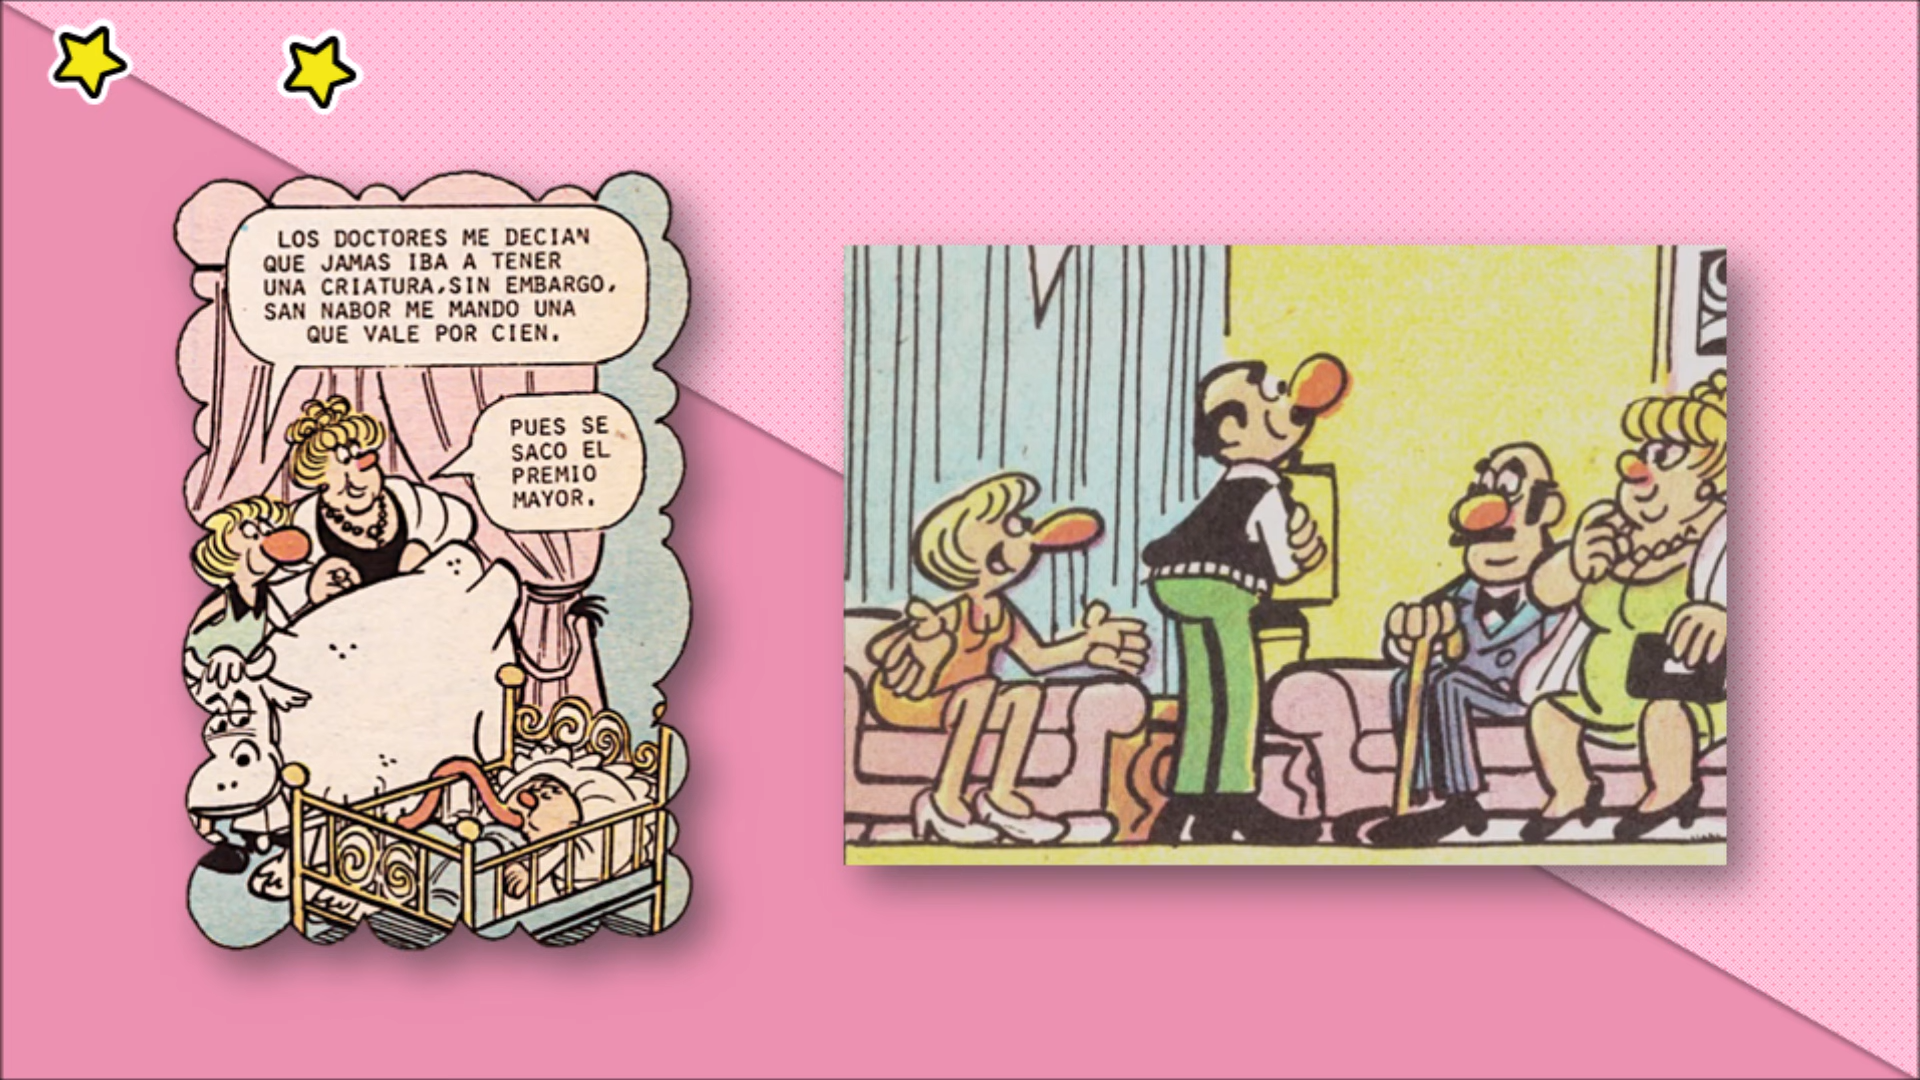 LOS DOCTORES ME DECIAN
QUE JAMAS IBA A TENER
UNA CRIATURA,SIN EMBARGO,
SAN NABOR ME MANDO UNA
QUE VALE POR CIEN.
PUES SE
SACO EL
PREMIO
MAYOR.